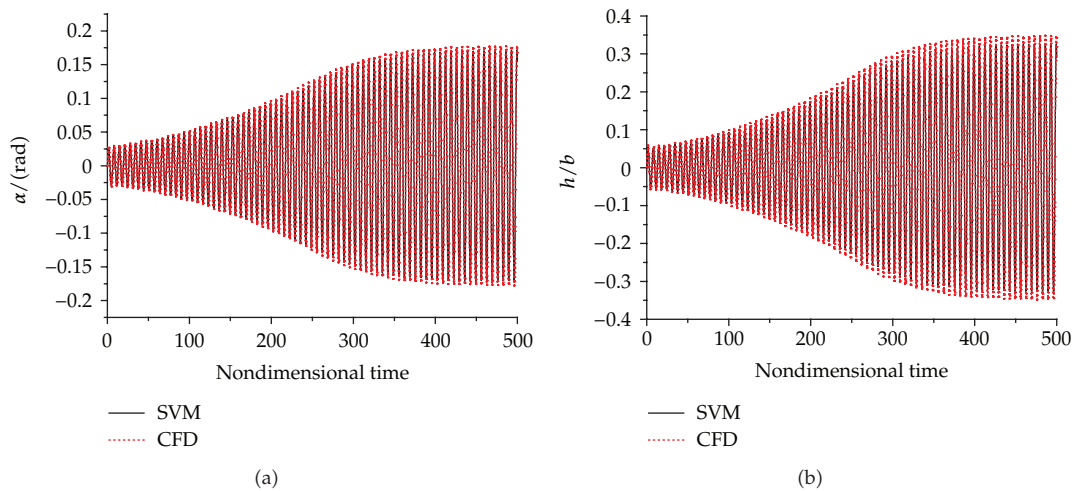 0.2
0.15
0.1
0.05
0
−0.05
−0.1
−0.15
−0.2
α/(rad)
0 100 200 300 400 500
Nondimensional time
SVM
CFD
(a)
0.4
0.3
0.2
0.1
0
−0.1
−0.2
−0.3
−0.4
h/b
0 100 200 300 400 500
Nondimensional time
SVM
CFD
(b)